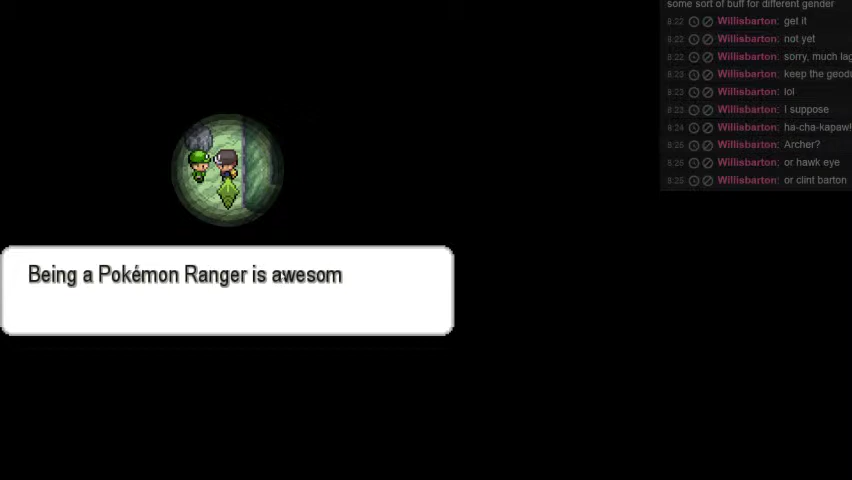 some sort of buff for different gender
8:22 Willisbarton: get it
8:22 Willisbarton: not yet
8:22 Willisbarton: sorry, much lag
8:23 Willisbarton: keep the geodu
8:23 Willisbarton: lol
8:23 Willisbarton: I suppose
8:24 Willisbarton: ha-cha-kapaw!
8:25 Willisbarton: Archer?
8:25 Willisbarton: or hawk eye
8:25 Willisbarton: or clint barton
Being a Pokémon Ranger is awesom